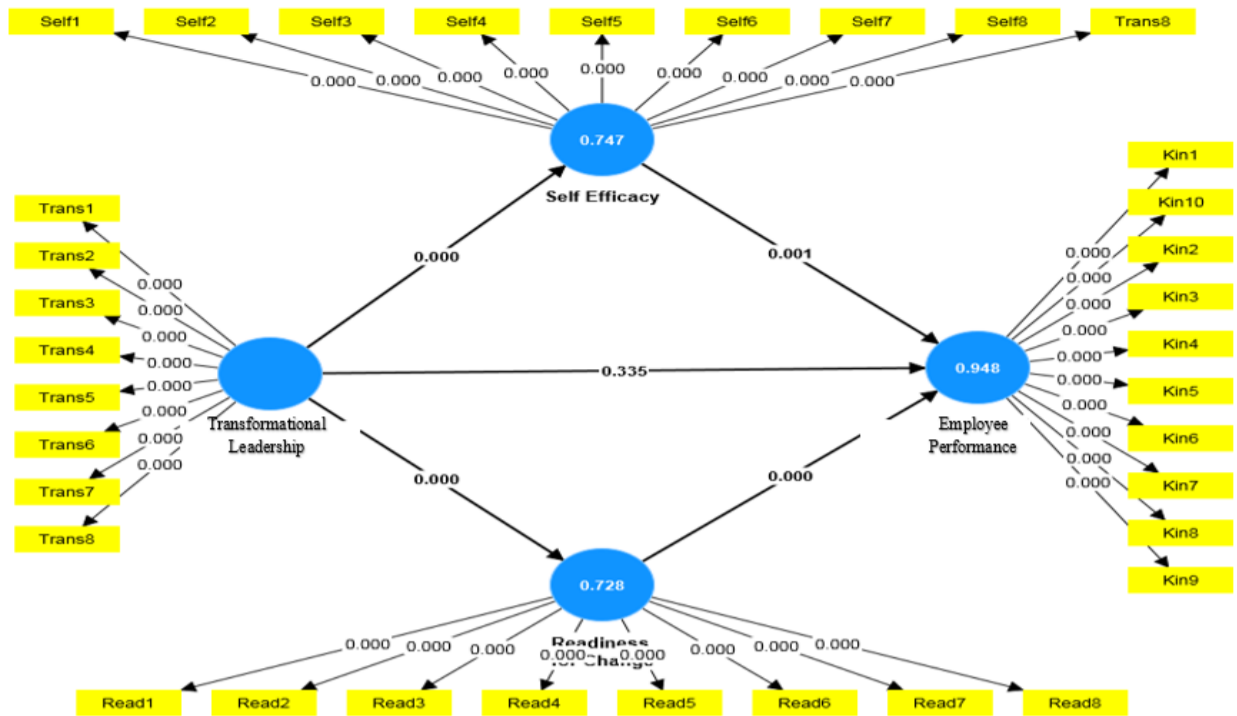 Self1 Self2 Self3 Self4 Self5 Self6 Self7 Self8 Trans8
0.000 0.000 0.000 0.000 0.000 0.000 0.000 0.000 0.000
0.747
Self Efficacy
Trans1
Trans2
Trans3
Trans4
Trans5
Trans6
Trans7
Trans8
0.000
0.000
0.000
0.000
0.000
0.000
0.000
0.000
Transformational
Leadership
0.000
0.001
0.335
0.000
0.000
0.948
Employee
Performance
0.000
0.000
0.000
0.000
0.000
0.000
0.000
0.000
0.000
0.000
Kin1
Kin10
Kin2
Kin3
Kin4
Kin5
Kin6
Kin7
Kin8
Kin9
0.728
Readiness
for Change
0.000 0.000 0.000 0.000 0.000 0.000 0.000 0.000
Read1 Read2 Read3 Read4 Read5 Read6 Read7 Read8